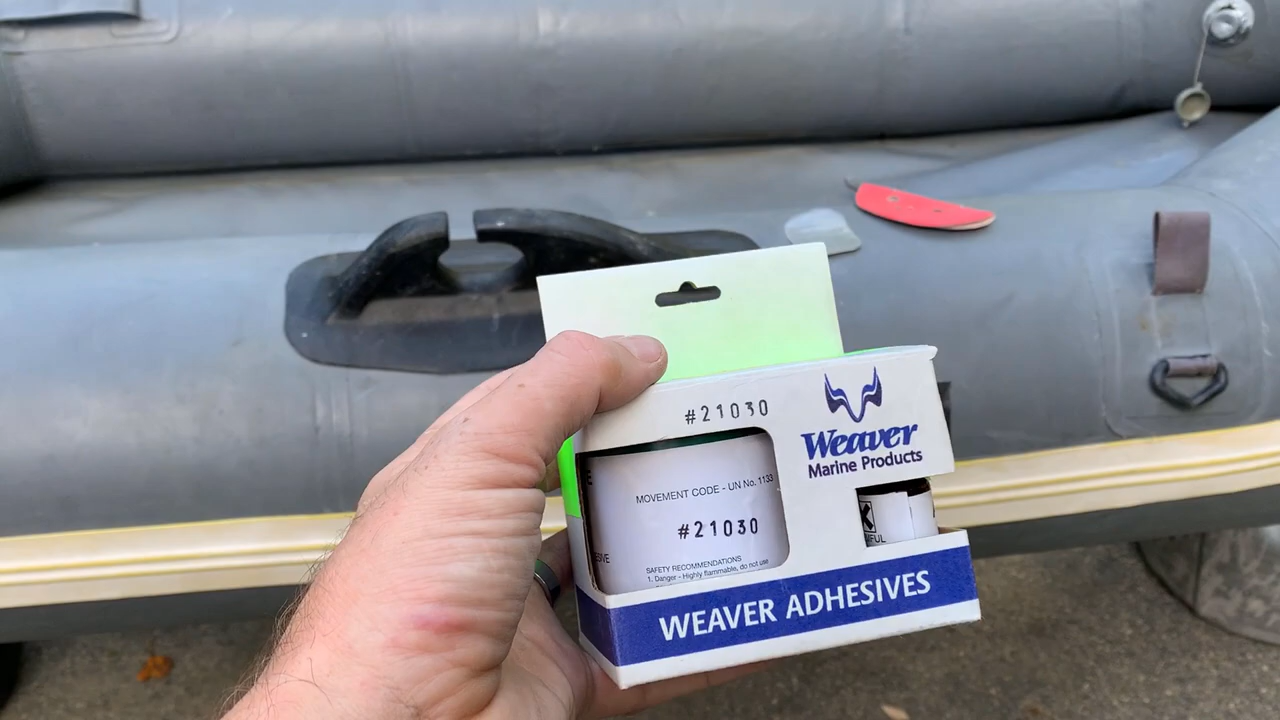 #21030
Weaver
Marine Products
MOVEMENT CODE - UN No. 1133
#21030
SAFETY RECOMMENDATIONS
1. Danger - Highly flammable, do not use
WEAVER ADHESIVES